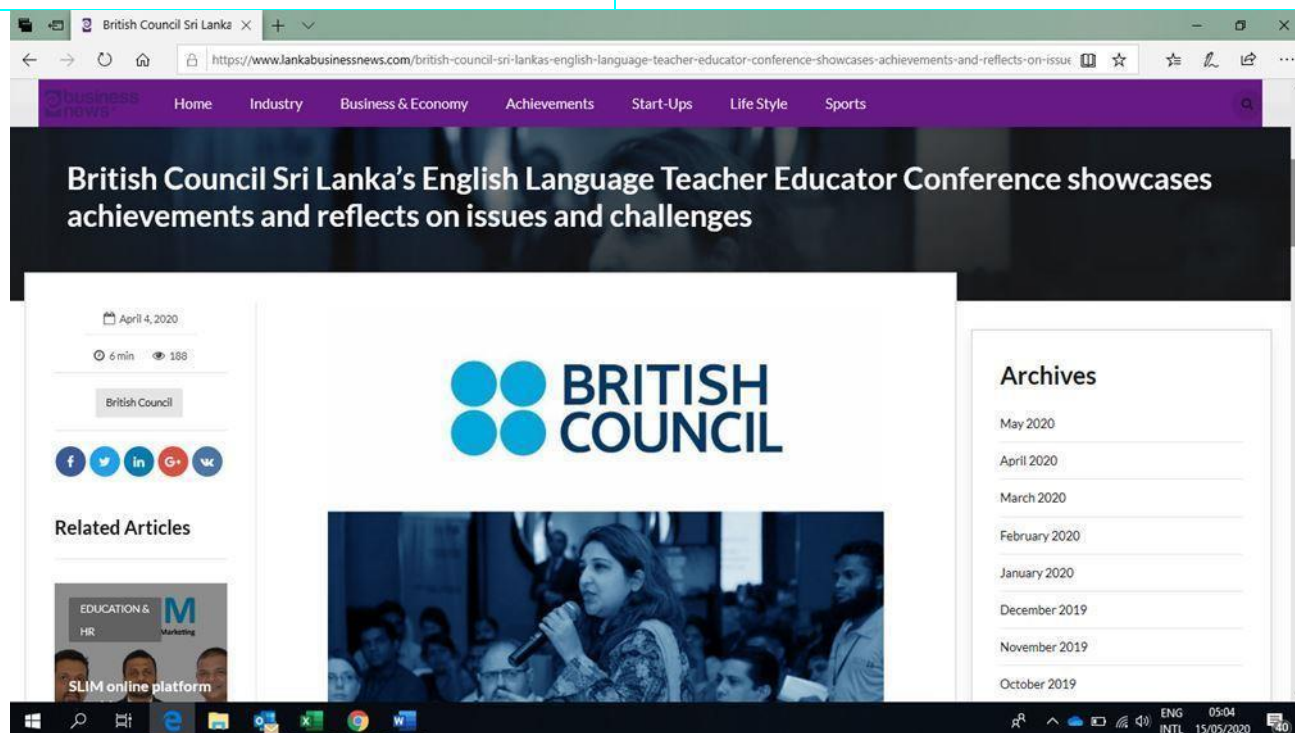 British Council Sri Lanka
https://www.lankabusinessnews.com/british-council-sri-lankas-english-language-teacher-educator-conference-showcases-achievements-and-reflects-on-issue
business
news
Home Industry Business & Economy Achievements Start-Ups Life Style Sports
British Council Sri Lanka’s English Language Teacher Educator Conference showcases
achievements and reflects on issues and challenges
April 4, 2020
6 min 188
British Council
Related Articles
EDUCATION &
HR
M
Marketing
SLIM online platform
BRITISH
COUNCIL
Archives
May 2020
April 2020
March 2020
February 2020
January 2020
December 2019
November 2019
October 2019
ENG
INTL
05:04
15/05/2020
40